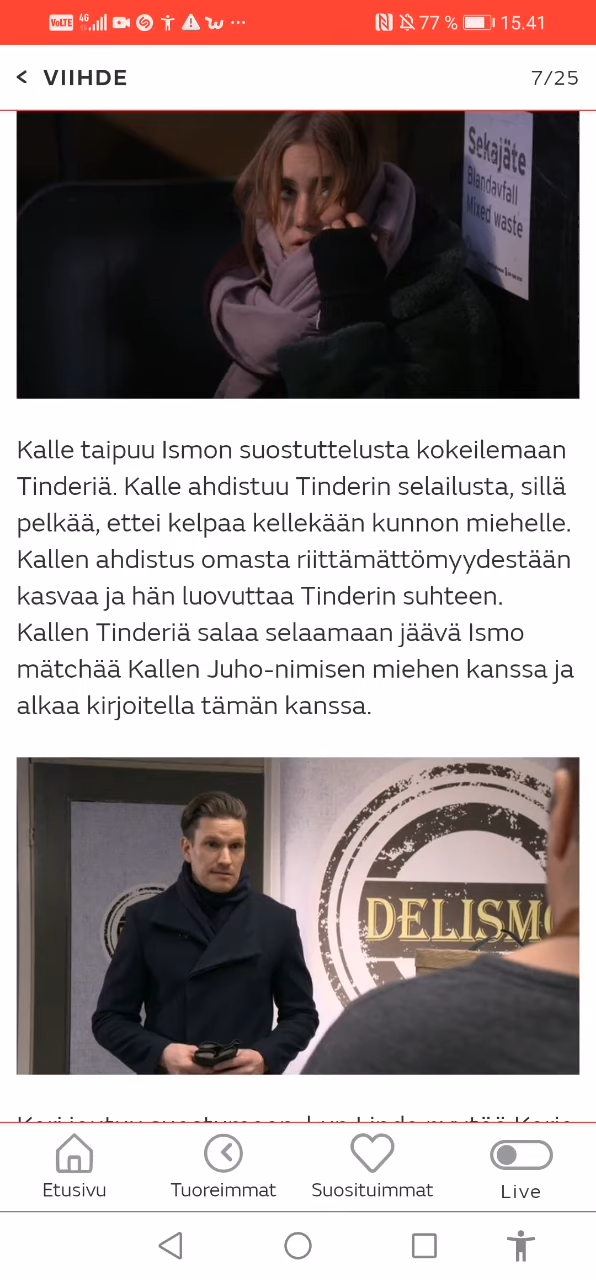 VoLTE 4G 77 % 15.41
VIIHDE 7/25
Sekajäte
Blandavfall
Mixed waste
Kalle taipuu Ismon suostuttelusta kokeilemaan
Tinderiä. Kalle ahdistuu Tinderin selailusta, sillä
pelkää, ettei kelpaa kellekään kunnon miehelle.
Kallen ahdistus omasta riittämättömyydestään
kasvaa ja hän luovuttaa Tinderin suhteen.
Kallen Tinderiä salaa selaamaan jäävä Ismo
mätchää Kallen Juho-nimisen miehen kanssa ja
alkaa kirjoitella tämän kanssa.
DELISMO
Etusivu Tuoreimmat Suosituimmat Live